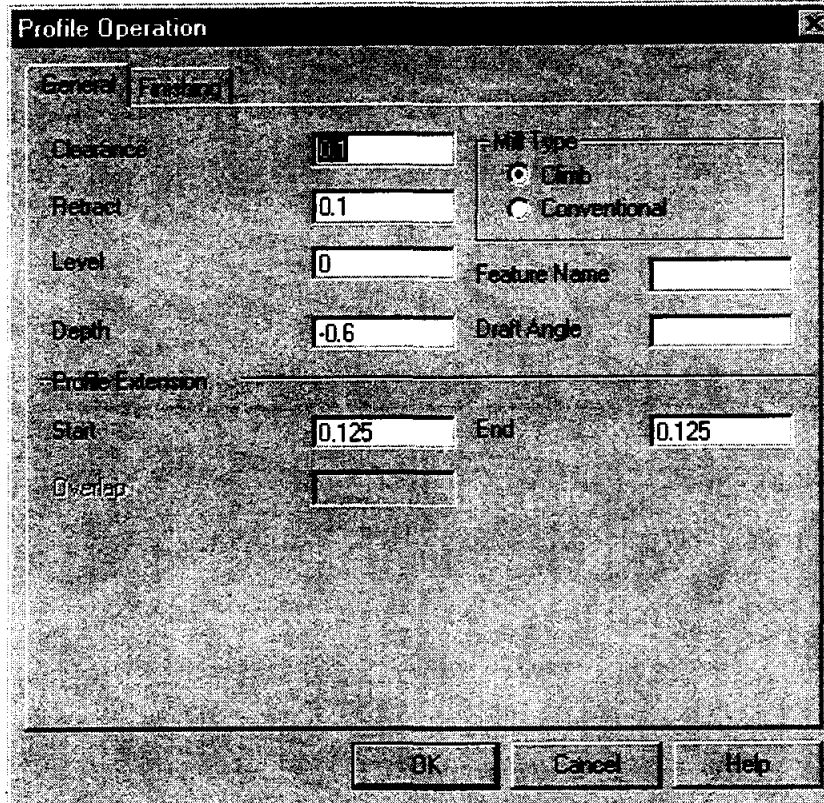 Profile Operation
General Finishing
Clearance 0.1
Mill Type
Climb
Retract 0.1
Conventional
Level 0
Feature Name
Depth -0.6
Draft Angle
Profile Extension
Start 0.125
End 0.125
Overlap
OK Cancel Help